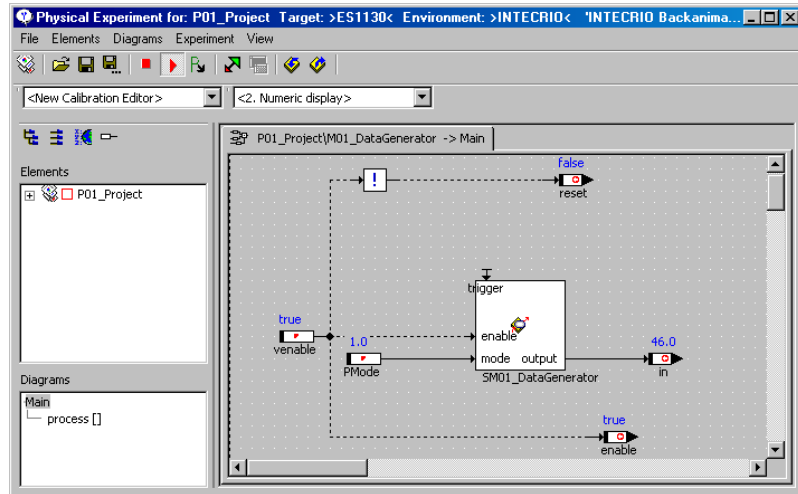 Physical Experiment for: P01_Project Target: >ES1130< Environment: >INTECRIO< 'INTECRIO Backanima...
File Elements Diagrams Experiment View
<New Calibration Editor> <2. Numeric display>
P01_Project\M01_DataGenerator -> Main
Elements
P01_Project
false
!
reset
trigger
true
venable
enable
1.0
PMode
mode output
46.0
in
SM01_DataGenerator
Diagrams
Main
process []
true
enable